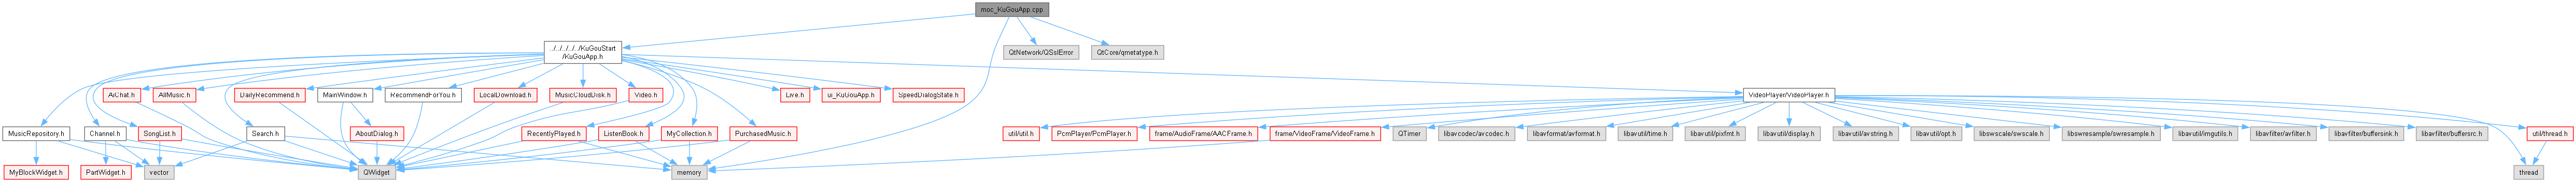 moc_KuGouApp.cpp
../../../../../KuGouStart
/KuGouApp.h
QtNetwork/QSslError
QtCore/qmetatype.h
AiChat.h
AllMusic.h
DailyRecommend.h
MainWindow.h
RecommendForYou.h
LocalDownload.h
MusicCloudDisk.h
Video.h
Live.h
ui_KuGouApp.h
SpeedDialogState.h
VideoPlayer/VideoPlayer.h
MusicRepository.h
Channel.h
SongList.h
Search.h
AboutDialog.h
RecentlyPlayed.h
ListenBook.h
MyCollection.h
PurchasedMusic.h
util/util.h
PcmPlayer/PcmPlayer.h
frame/AudioFrame/AACFrame.h
frame/VideoFrame/VideoFrame.h
QTimer
libavcodec/avcodec.h
libavformat/avformat.h
libavutil/time.h
libavutil/pixfmt.h
libavutil/display.h
libavutil/avstring.h
libavutil/opt.h
libswscale/swscale.h
libswresample/swresample.h
libavutil/imgutils.h
libavfilter/avfilter.h
libavfilter/buffersink.h
libavfilter/buffersrc.h
util/thread.h
MyBlockWidget.h
PartWidget.h
vector
QWidget
memory
thread